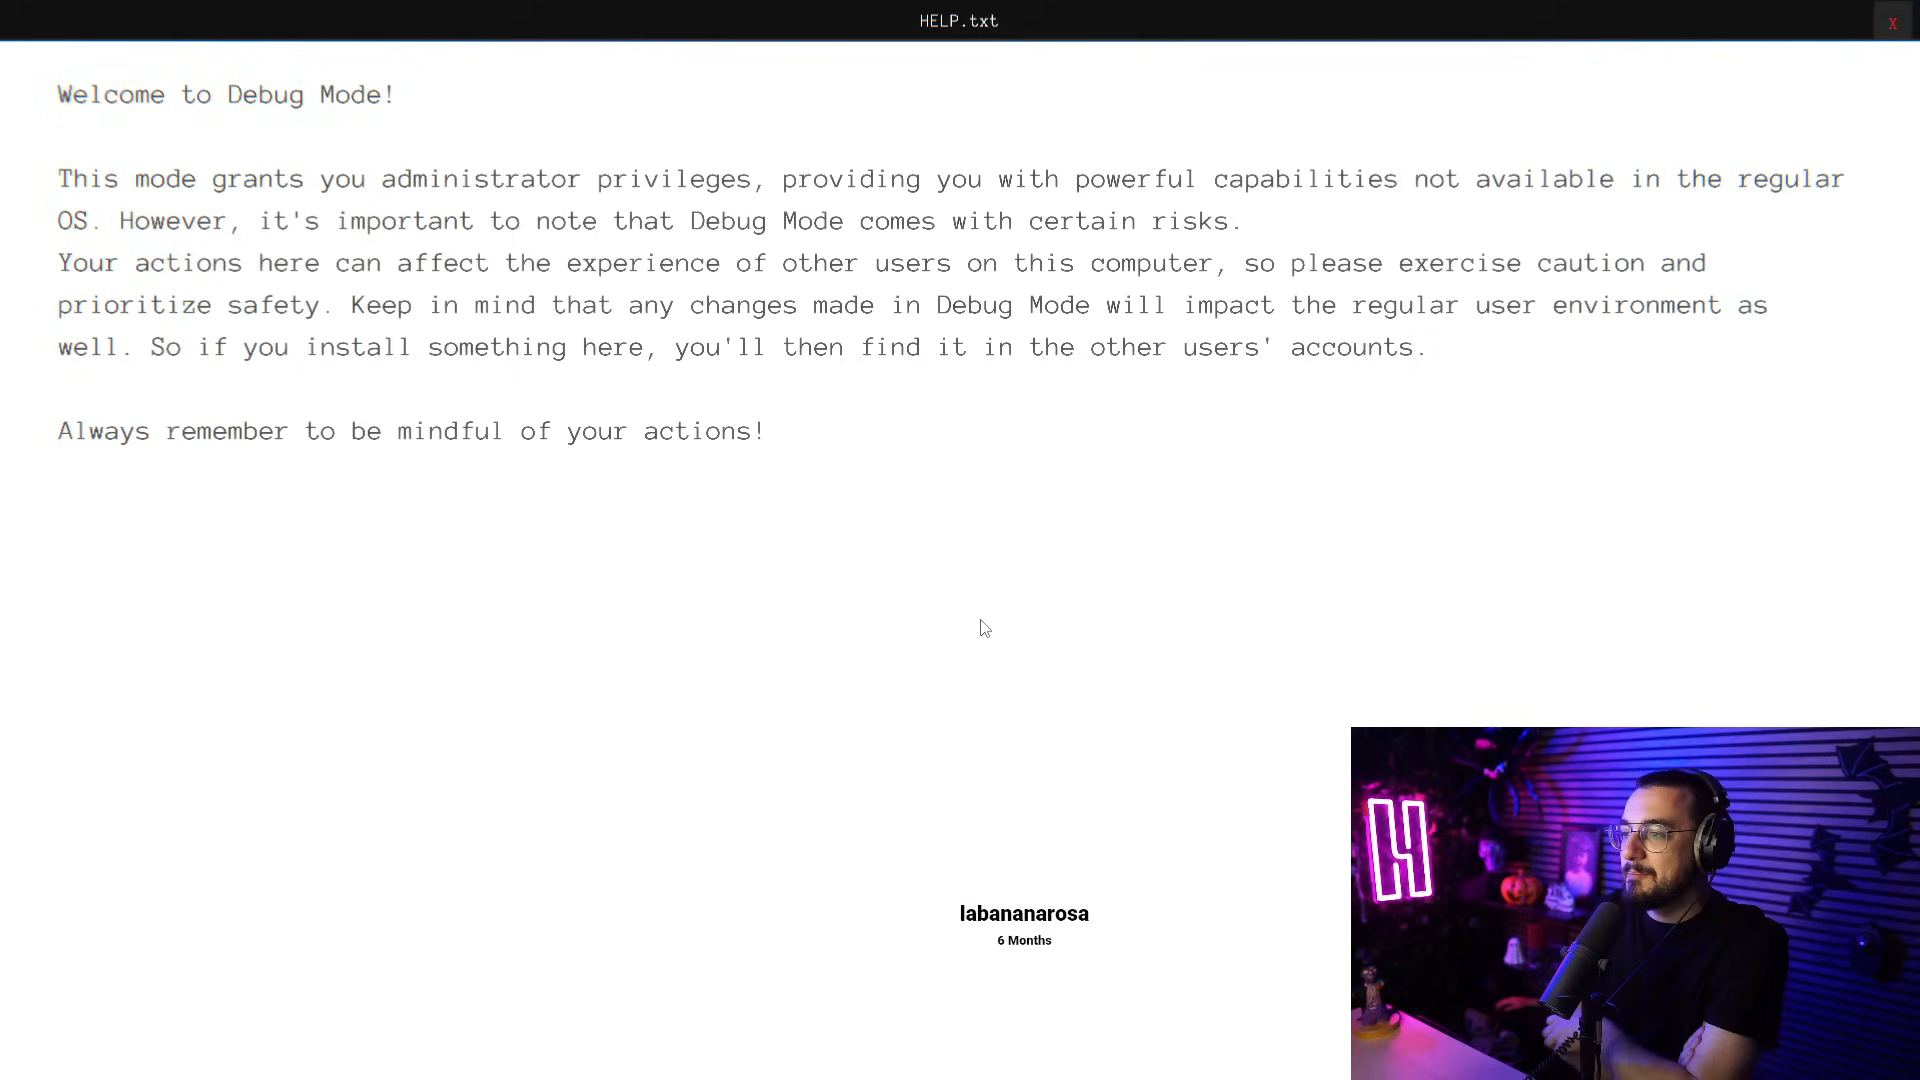 HELP.txt
X
Welcome to Debug Mode!
This mode grants you administrator privileges, providing you with powerful capabilities not available in the regular
OS. However, it's important to note that Debug Mode comes with certain risks.
Your actions here can affect the experience of other users on this computer, so please exercise caution and
prioritize safety. Keep in mind that any changes made in Debug Mode will impact the regular user environment as
well. So if you install something here, you'll then find it in the other users' accounts.
Always remember to be mindful of your actions!
labananarosa
6 Months